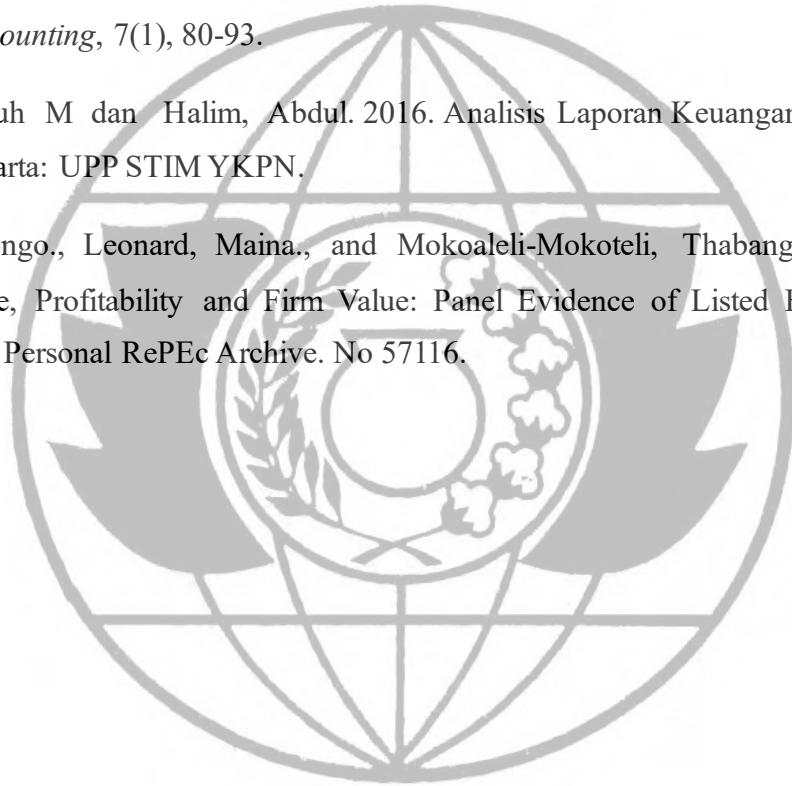 ounting, 7(1), 80-93.
uh M dan Halim, Abdul. 2016. Analisis Laporan Keuangan
arta: UPP STIM YKPN.
ngo., Leonard, Maina., and Mokoaleli-Mokoteli, Thabang
e, Profitability and Firm Value: Panel Evidence of Listed
Personal RePEc Archive. No 57116.